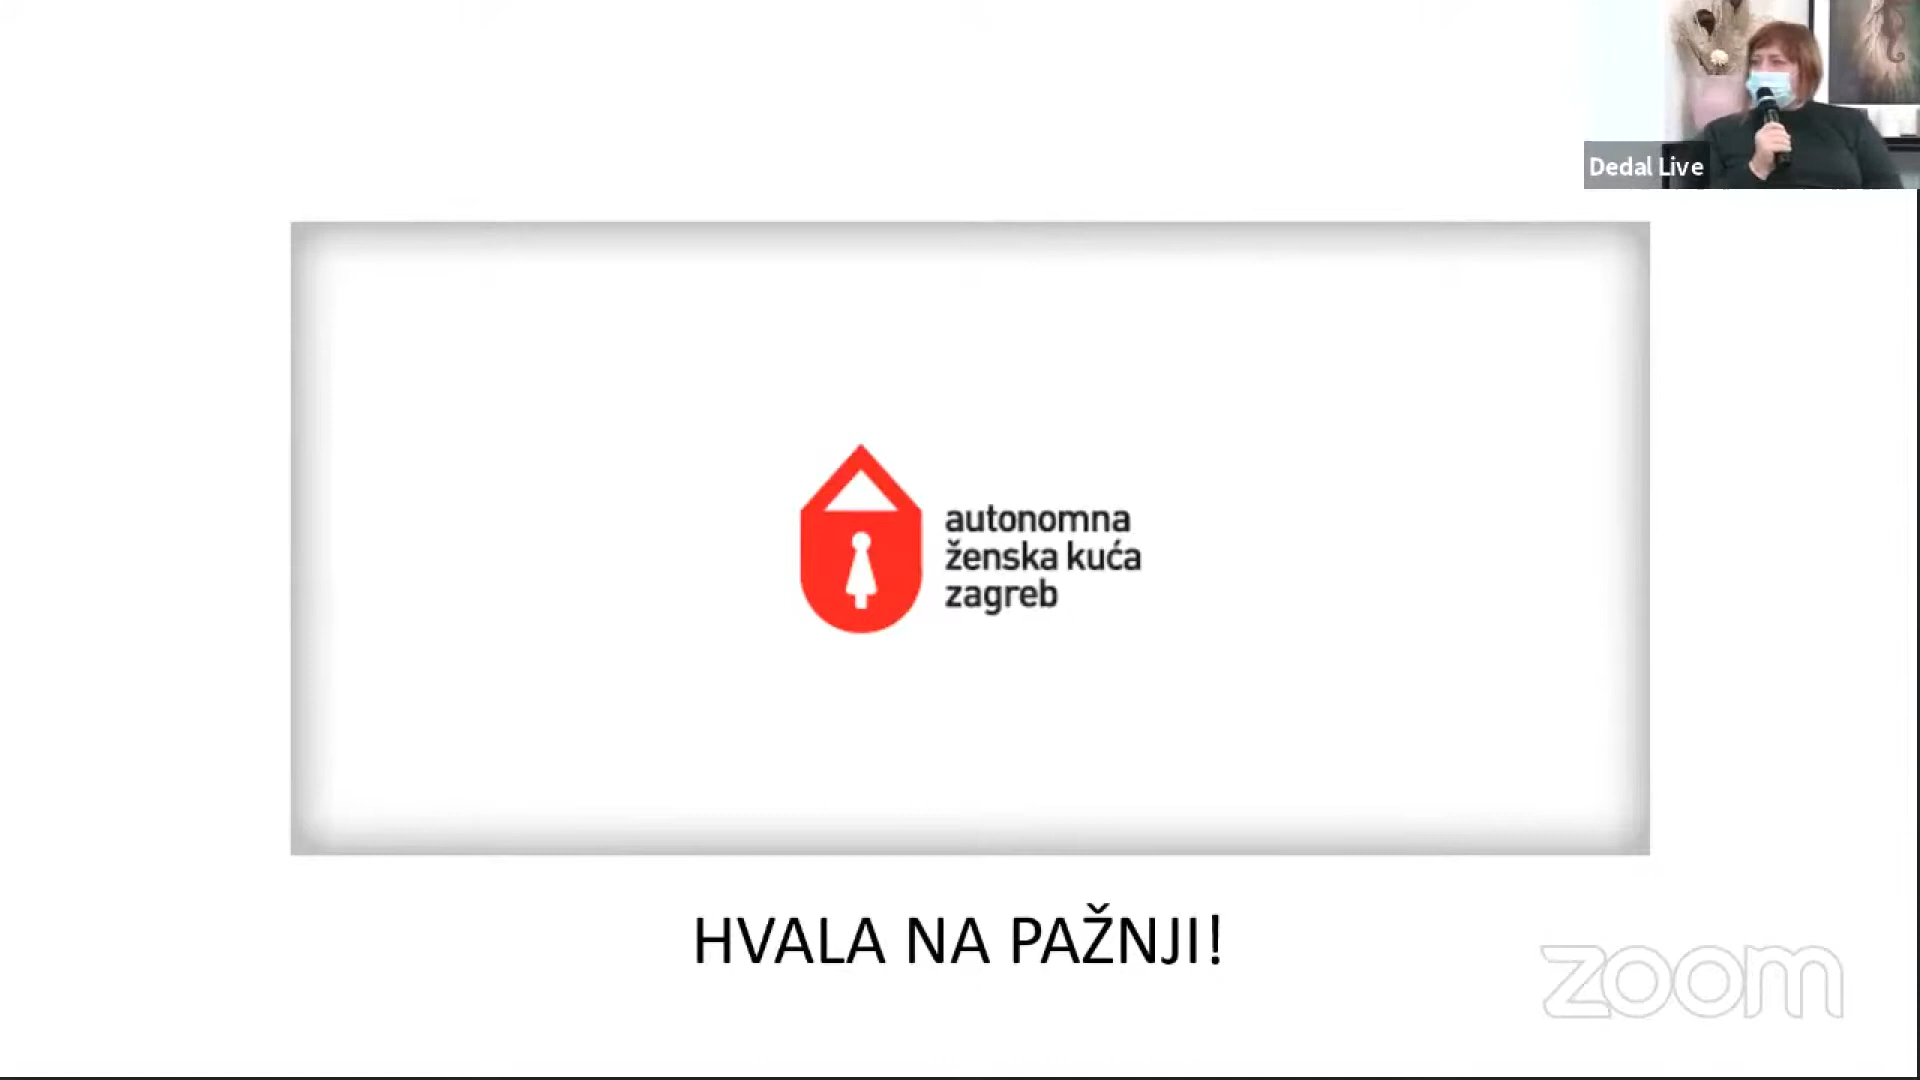 Dedal Live
autonomna
ženska kuća
zagreb
HVALA NA PAŽNJI!
zoom